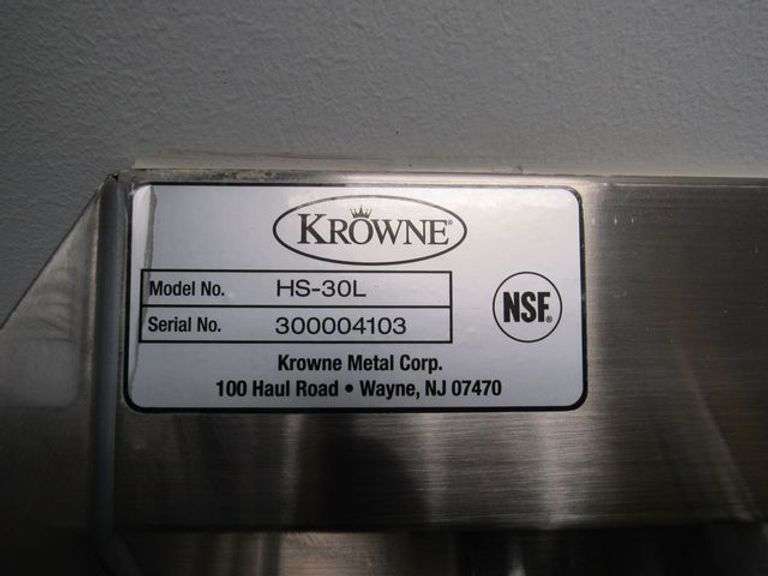 KROWNE®
Model No. HS-30L
Serial No. 300004103
NSF®
Krowne Metal Corp.
100 Haul Road • Wayne, NJ 07470